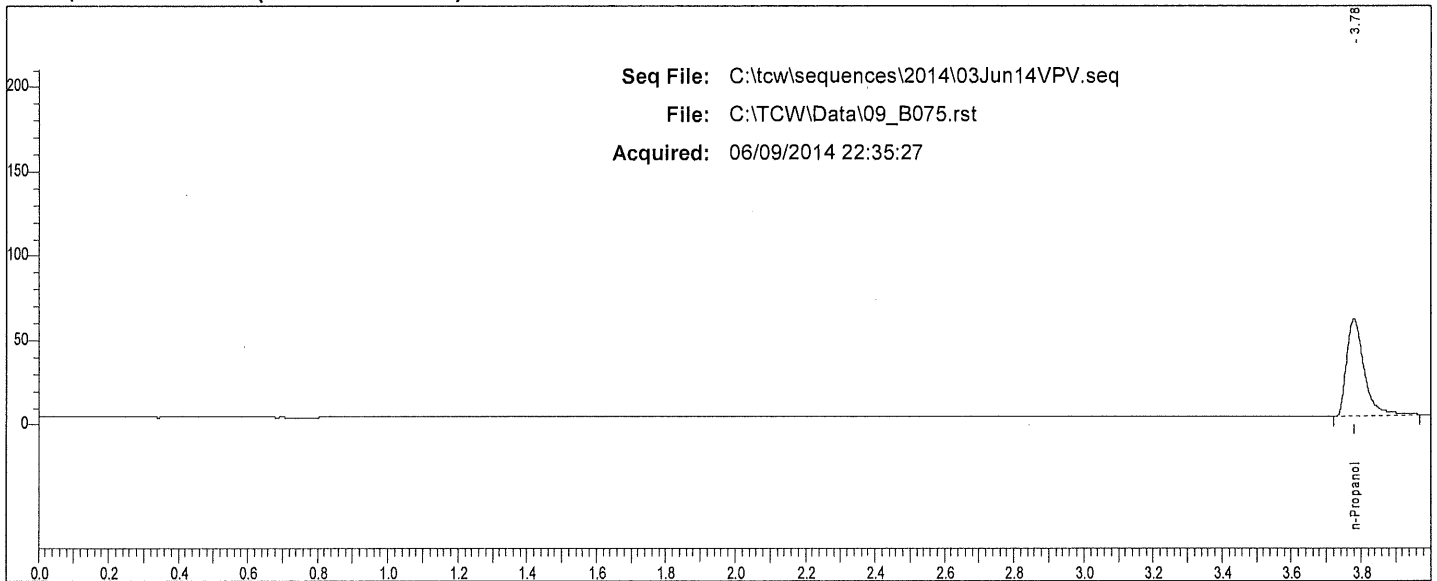 - 3.78
Seq File: C:\tcw\sequences\2014\03Jun14VPV.seq
File: C:\TCW\Data\09_B075.rst
Acquired: 06/09/2014 22:35:27
200
150
100
50
0
n-Propanol
0.0 0.2 0.4 0.6 0.8 1.0 1.2 1.4 1.6 1.8 2.0 2.2 2.4 2.6 2.8 3.0 3.2 3.4 3.6 3.8